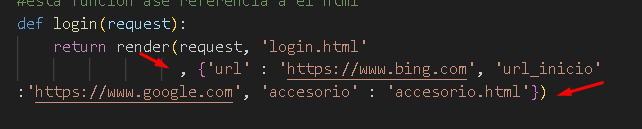 #esta funcion ase referencia a el html
def login(request):
return render(request, 'login.html'
, {'url' : 'https://www.bing.com', 'url_inicio'
:'https://www.google.com', 'accesorio' : 'accesorio.html'})